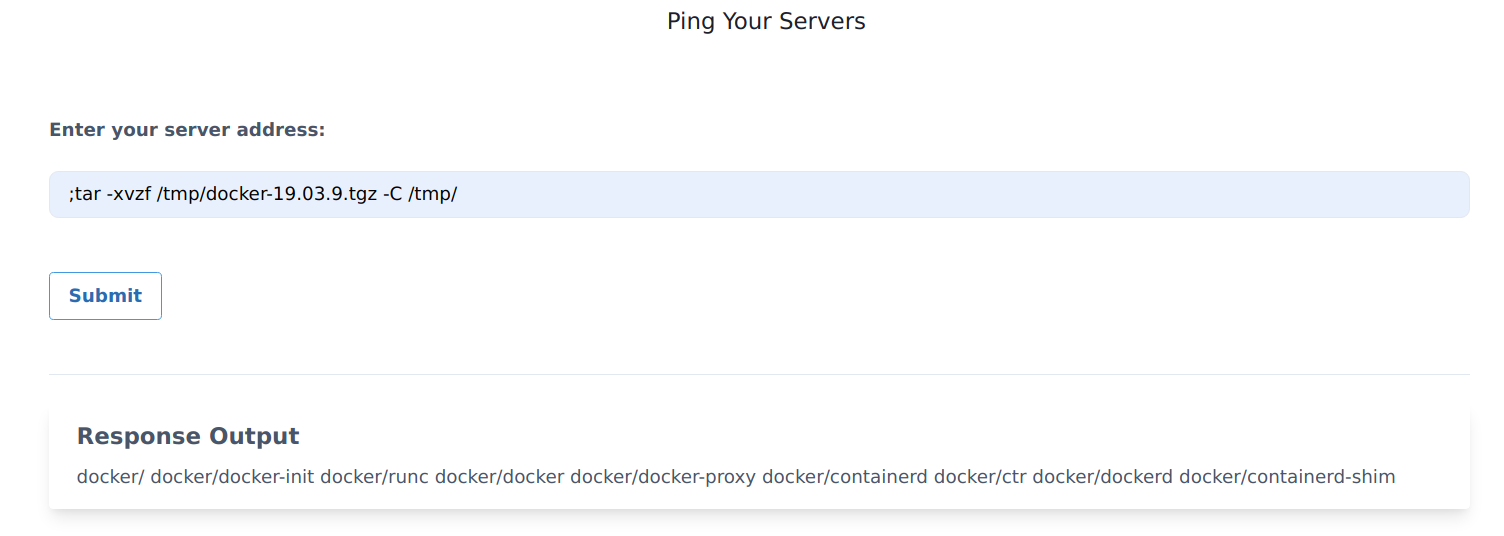 Ping Your Servers
Enter your server address:
;tar -xvzf /tmp/docker-19.03.9.tgz -C /tmp/
Submit
Response Output
docker/ docker/docker-init docker/runc docker/docker docker/docker-proxy docker/containerd docker/ctr docker/dockerd docker/containerd-shim